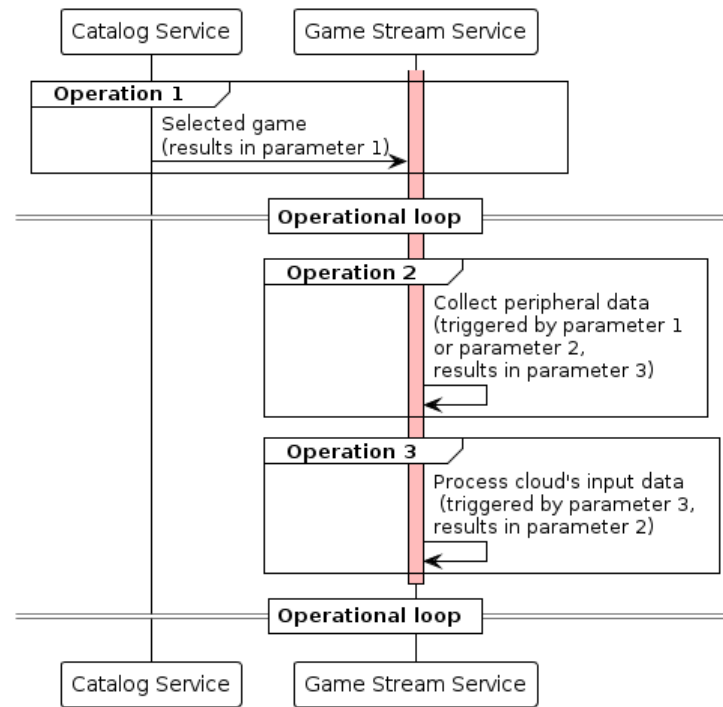 Catalog Service
Game Stream Service
Operation 1
Selected game
(results in parameter 1)
Operational loop
Operation 2
Collect peripheral data
(triggered by parameter 1
or parameter 2,
results in parameter 3)
Operation 3
Process cloud's input data
(triggered by parameter 3,
results in parameter 2)
Operational loop
Catalog Service
Game Stream Service